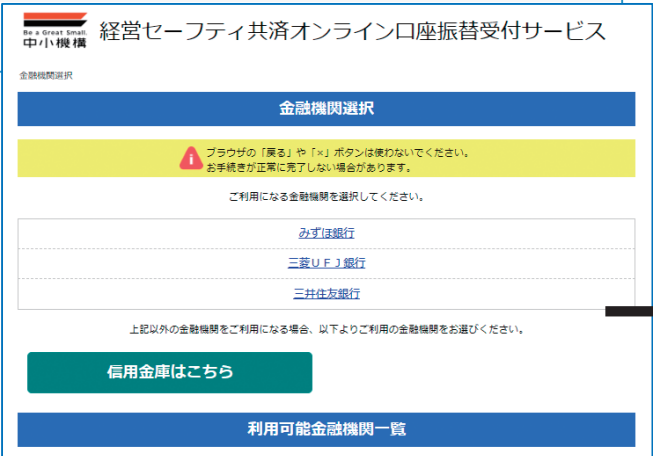 Be a Great Small.
中小機構
経営セーフティ共済オンライン口座振替受付サービス
金融機関選択
金融機関選択
ブラウザの「戻る」や「×」ボタンは使わないでください。
お手続きが正常に完了しない場合があります。
ご利用になる金融機関を選択してください。
みずほ銀行
三菱UFJ銀行
三井住友銀行
上記以外の金融機関をご利用になる場合、以下よりご利用の金融機関をお選びください。
信用金庫はこちら
利用可能金融機関一覧